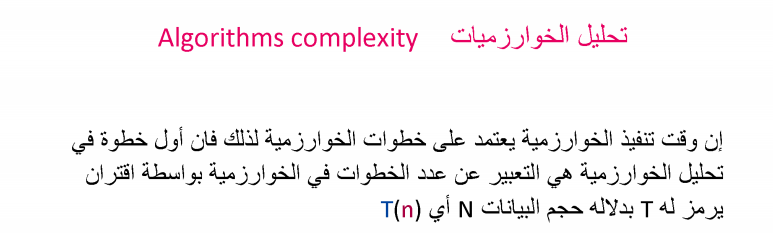 تحليل الخوارزميات Algorithms complexity
إن وقت تنفيذ الخوارزمية يعتمد على خطوات الخوارزمية لذلك فان أول خطوة في
تحليل الخوارزمية هي التعبير عن عدد الخطوات في الخوارزمية بواسطة اقتران
يرمز له T بدلاله حجم البيانات N أي T(n)